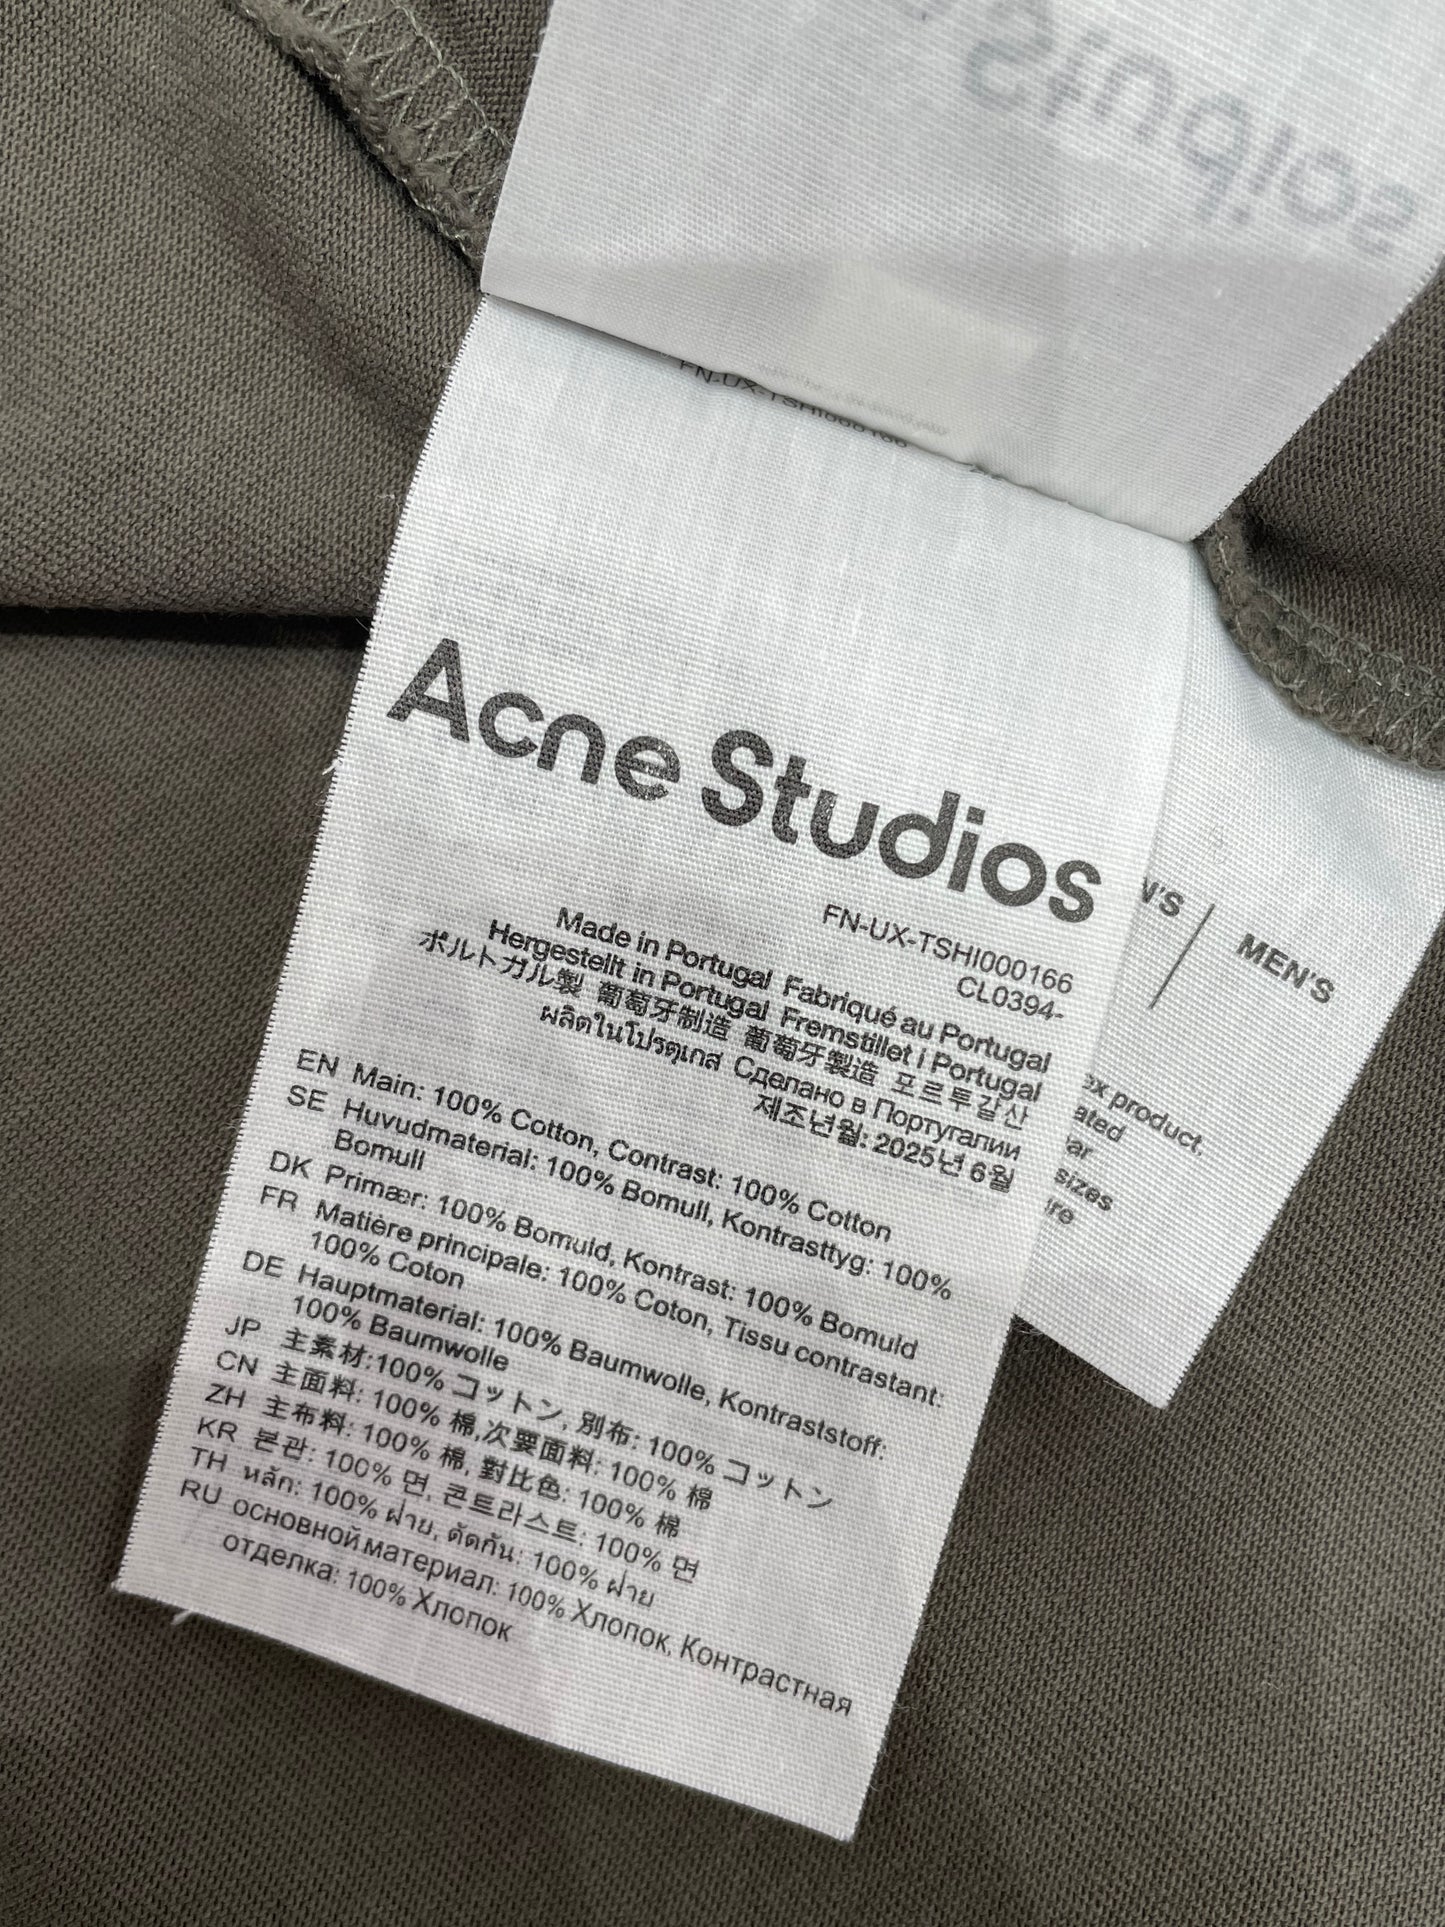 FN-UX-TSHI000166
Acne Studios
FN-UX-TSHI000166
CL0394-
Made in Portugal Fabriqué au Portugal
Hergestellt in Portugal Fremstillet i Portugal
ポルトガル製 葡萄牙制造 葡萄牙製造 포르투갈산
ผลิตในโปรตุเกส Сделано в Португалии
제조년월: 2025년 6월
EN Main: 100% Cotton, Contrast: 100% Cotton
SE Huvudmaterial: 100% Bomull, Kontrasttyg: 100%
Bomull
DK Primær: 100% Bomuld, Kontrast: 100% Bomuld
FR Matière principale: 100% Coton, Tissu contrastant:
100% Coton
DE Hauptmaterial: 100% Baumwolle, Kontraststoff:
100% Baumwolle
JP 主素材:100% コットン, 別布: 100% コットン
CN 主面料: 100% 棉,次要面料: 100% 棉
ZH 主布料: 100% 棉, 對比色: 100% 棉
KR 본관: 100% 면, 콘트라스트: 100% 면
TH หลัก: 100% ฝ้าย, ตัดกัน: 100% ฝ้าย
RU основной.материал: 100% Хлопок, Контрастная
отделка: 100% Хлопок
MEN'S
product,
sizes